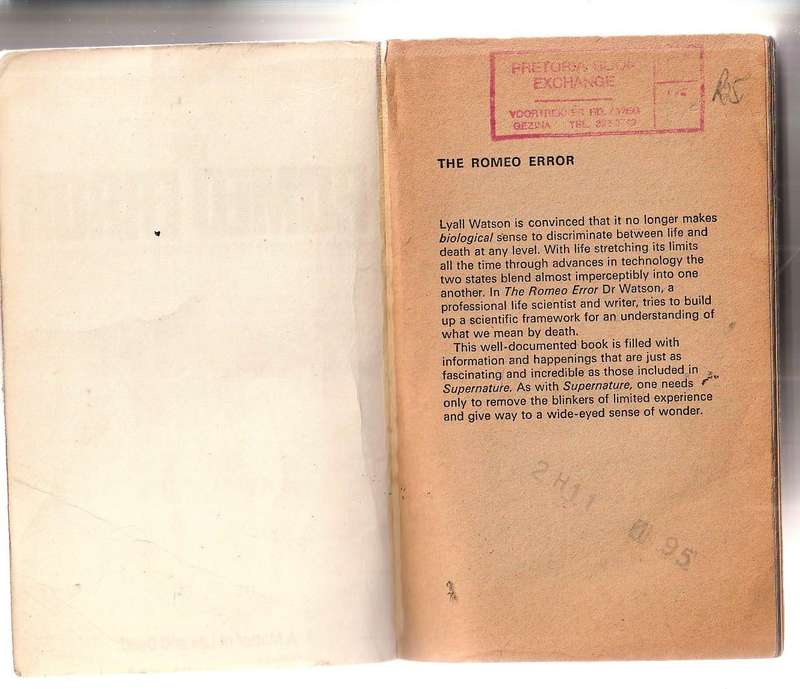 PRETORIA BOOK
EXCHANGE
VOORTREKKER RD.
GEZINA TEL.
R5
THE ROMEO ERROR
Lyall Watson is convinced that it no longer makes
biological sense to discriminate between life and
death at any level. With life stretching its limits
all the time through advances in technology the
two states blend almost imperceptibly into one
another. In The Romeo Error Dr Watson, a
professional life scientist and writer, tries to build
up a scientific framework for an understanding of
what we mean by death.
This well-documented book is filled with
information and happenings that are just as
fascinating and incredible as those included in
Supernature. As with Supernature, one needs
only to remove the blinkers of limited experience
and give way to a wide-eyed sense of wonder.
95